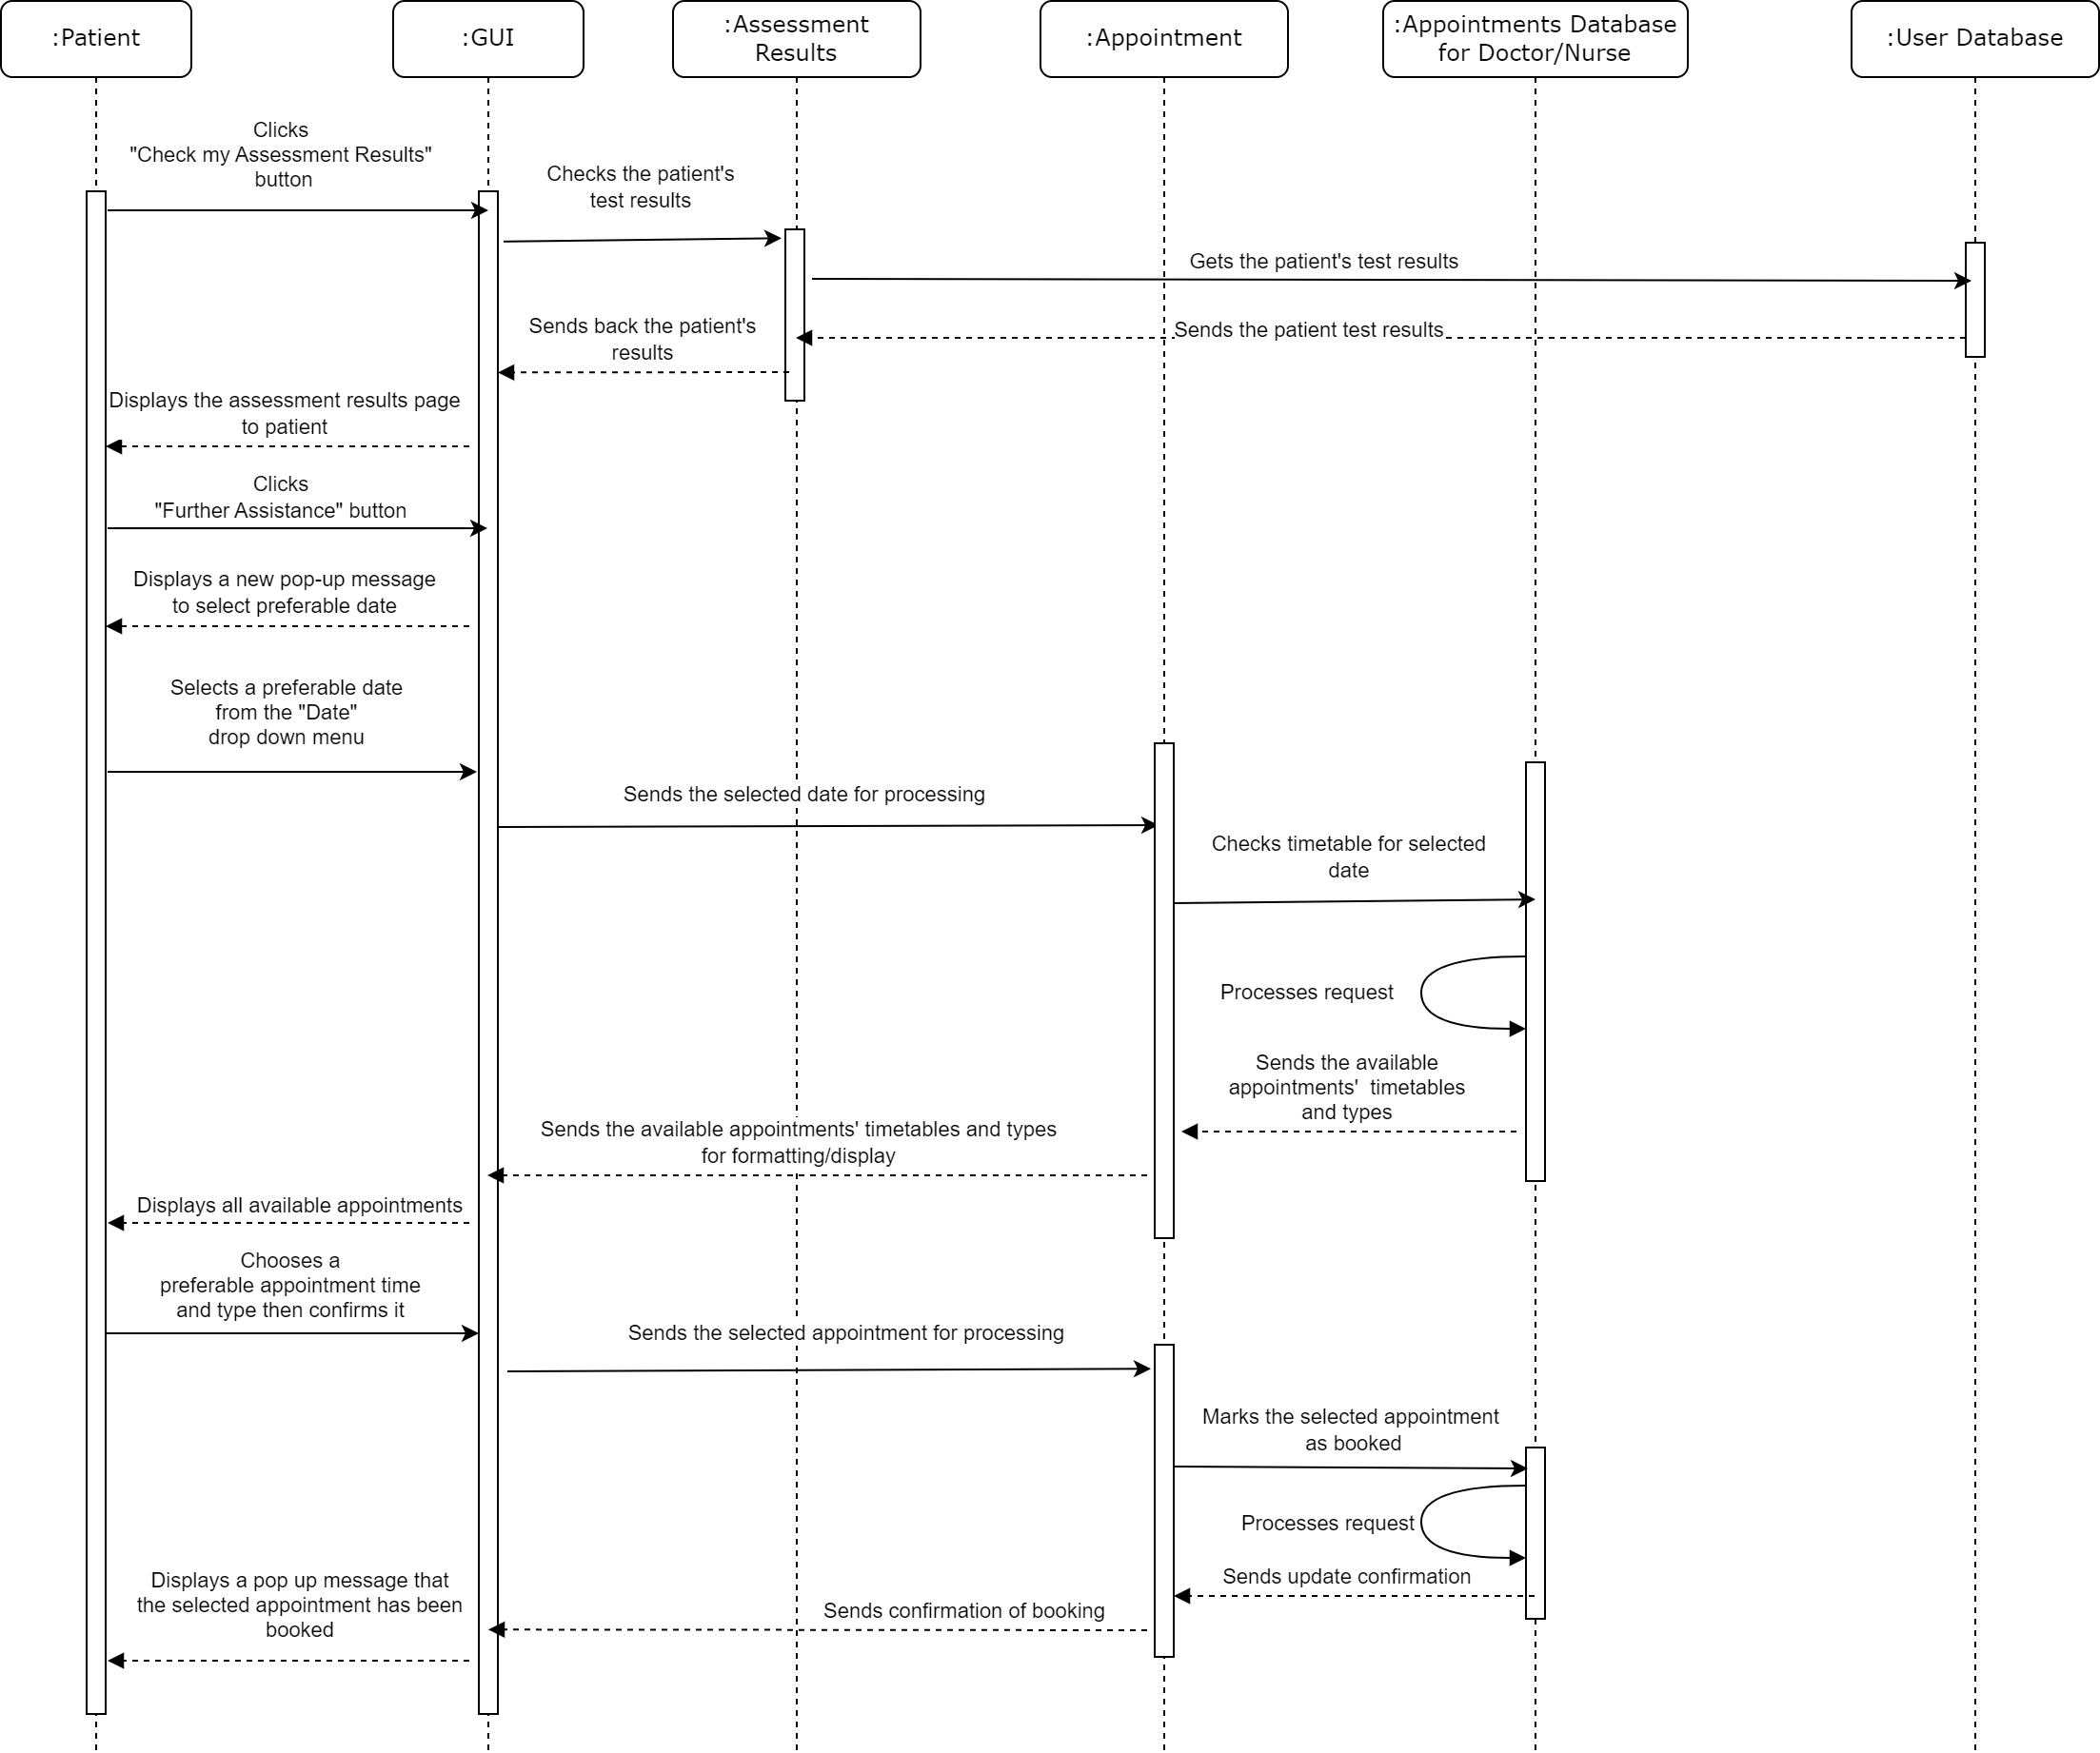 :Patient
:GUI
:Assessment
Results
:Appointment
:Appointments Database
for Doctor/Nurse
:User Database
Clicks
"Check my Assessment Results"
button
Checks the patient's
test results
Gets the patient's test results
Sends the patient test results
Sends back the patient's
results
Displays the assessment results page
to patient
Clicks
"Further Assistance" button
Displays a new pop-up message
to select preferable date
Selects a preferable date
from the "Date"
drop down menu
Sends the selected date for processing
Checks timetable for selected
date
Processes request
Sends the available
appointments'  timetables
and types
Sends the available appointments' timetables and types
for formatting/display
Displays all available appointments
Chooses a
preferable appointment time
and type then confirms it
Sends the selected appointment for processing
Marks the selected appointment
as booked
Processes request
Sends update confirmation
Sends confirmation of booking
Displays a pop up message that
the selected appointment has been
booked